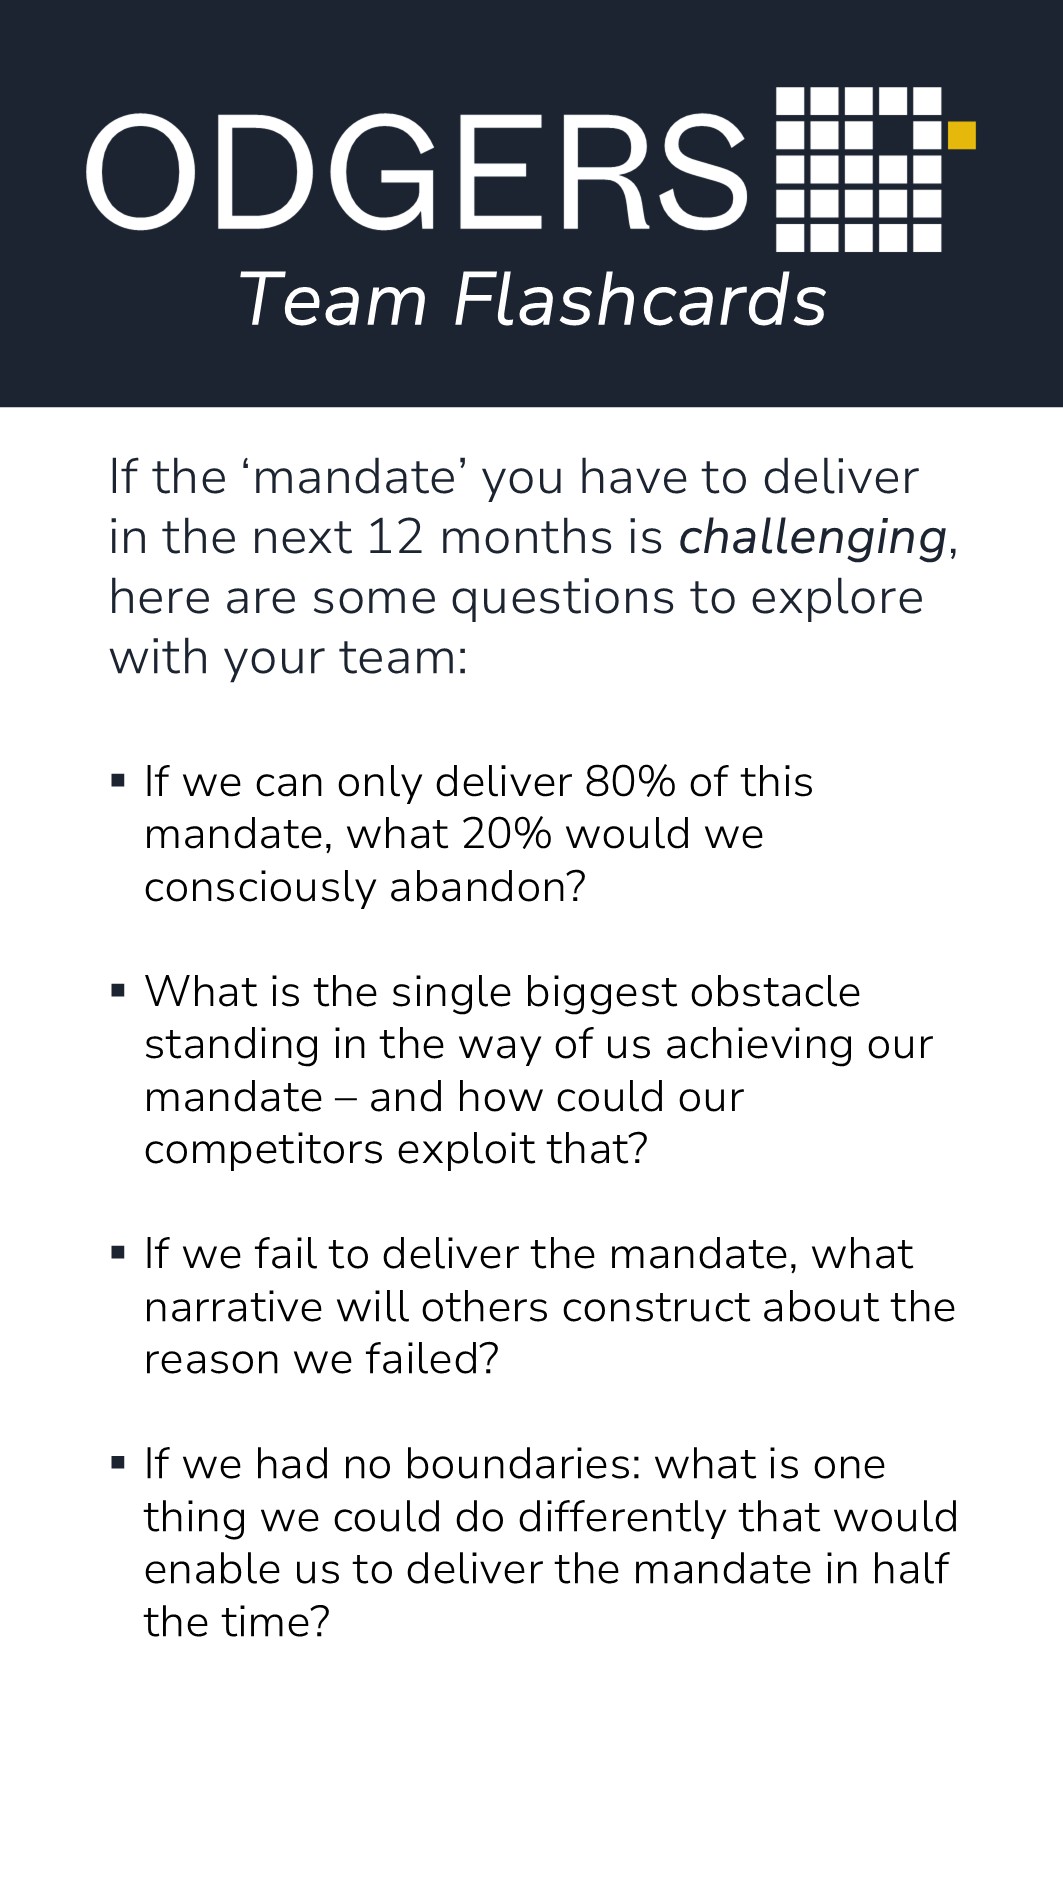 ODGERS
Team Flashcards
If the ‘mandate’ you have to deliver
in the next 12 months is challenging,
here are some questions to explore
with your team:
▪ If we can only deliver 80% of this
mandate, what 20% would we
consciously abandon?
▪ What is the single biggest obstacle
standing in the way of us achieving our
mandate – and how could our
competitors exploit that?
▪ If we fail to deliver the mandate, what
narrative will others construct about the
reason we failed?
▪ If we had no boundaries: what is one
thing we could do differently that would
enable us to deliver the mandate in half
the time?